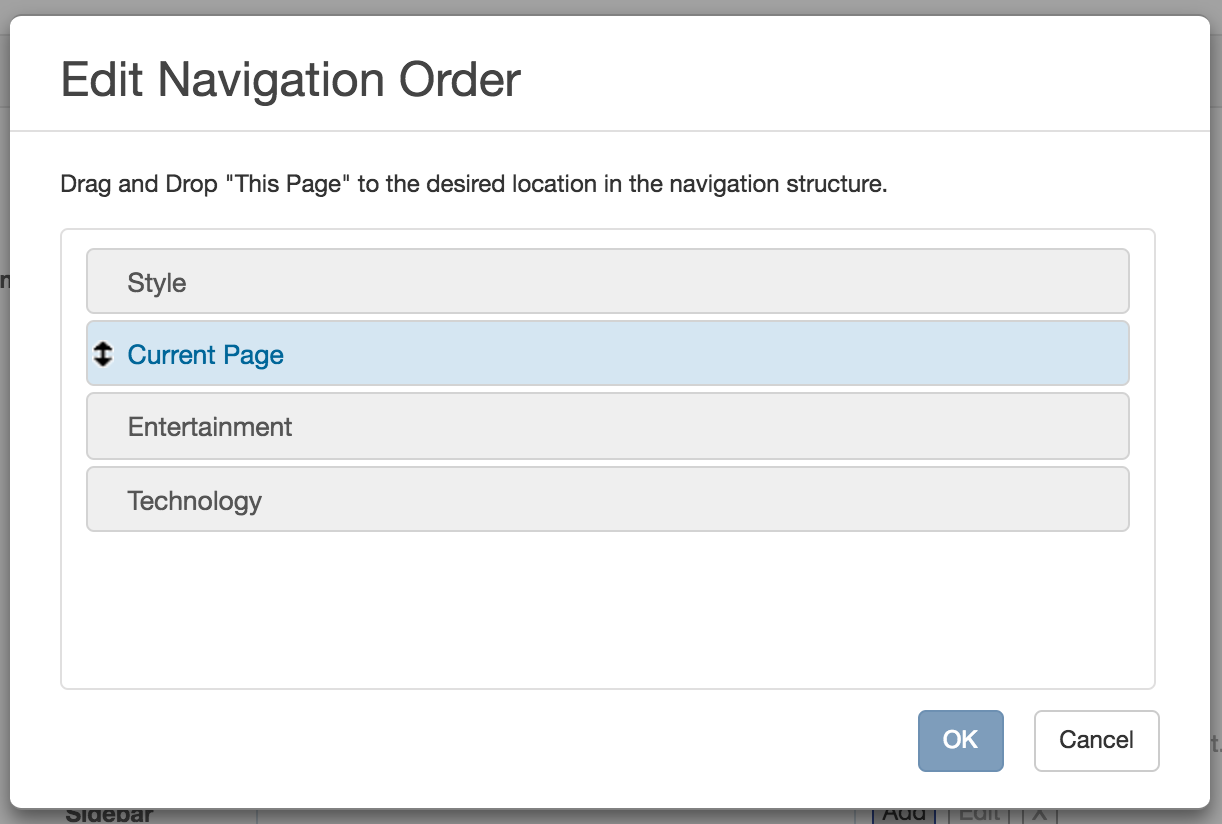 Edit Navigation Order
Drag and Drop "This Page" to the desired location in the navigation structure.
Style
Current Page
Entertainment
Technology
OK
Cancel
Sidebar
Add
Edit
X